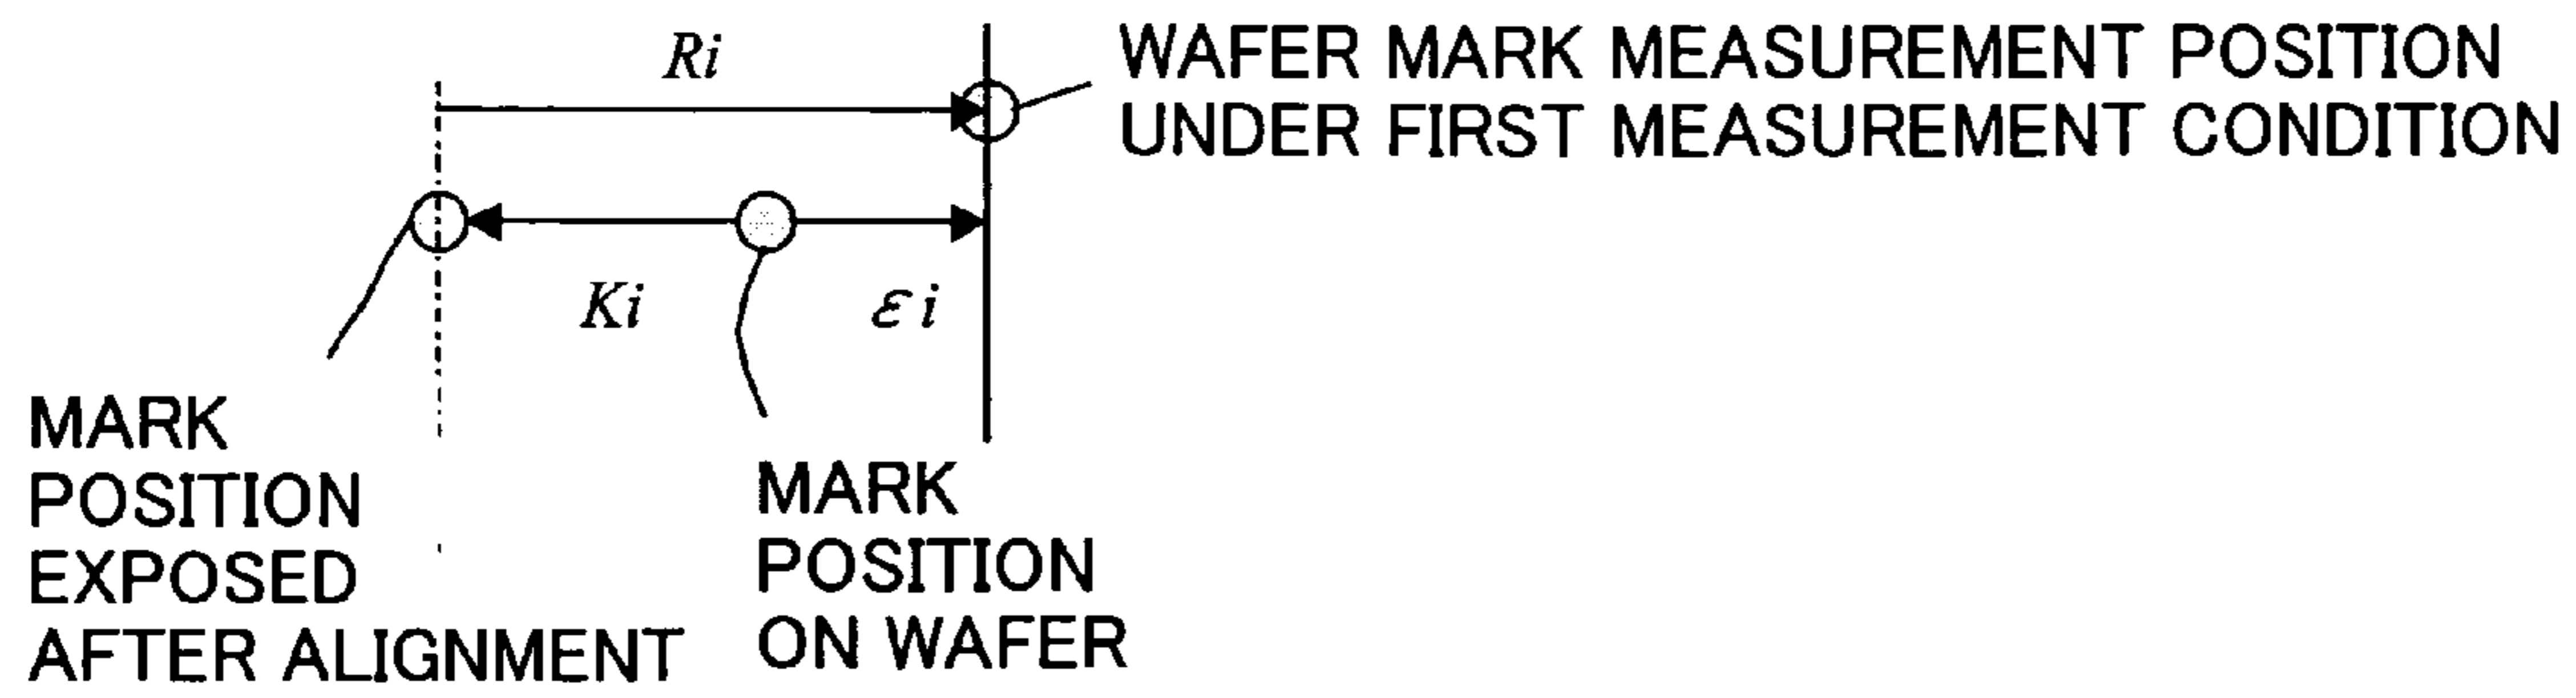 Ri
WAFER MARK MEASUREMENT POSITION
UNDER FIRST MEASUREMENT CONDITION
Ki
εi
MARK
POSITION
EXPOSED
AFTER ALIGNMENT
MARK
POSITION
ON WAFER